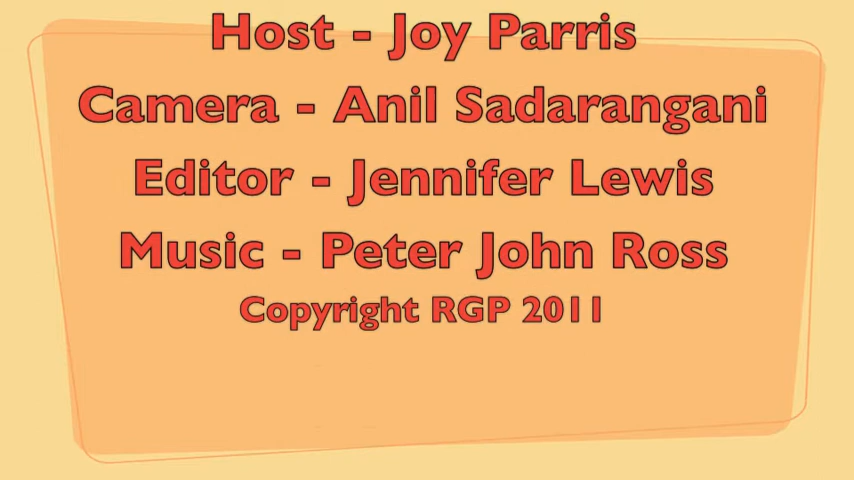 Host - Joy Parris
Camera - Anil Sadarangani
Editor - Jennifer Lewis
Music - Peter John Ross
Copyright RGP 2011